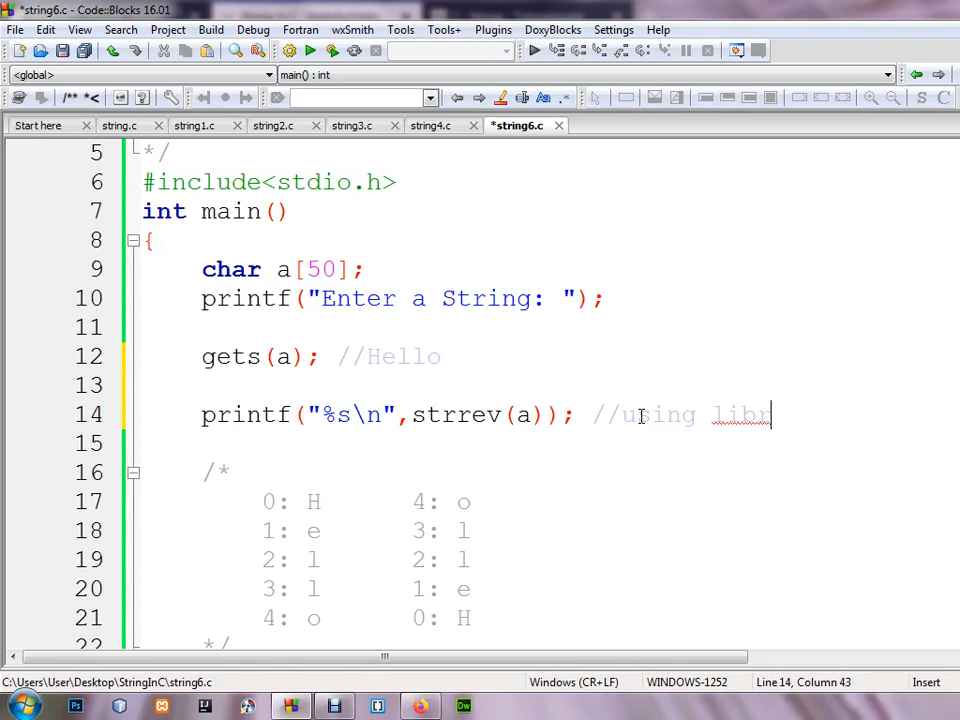 *string6.c - Code::Blocks 16.01
File Edit View Search Project Build Debug Fortran wxSmith Tools Tools+ Plugins DoxyBlocks Settings Help
<global> main() : int
/** *<
Start here string.c string1.c string2.c string3.c string4.c *string6.c
5 */
6 #include<stdio.h>
7 int main()
8 {
9 char a[50];
10 printf("Enter a String: ");
11
12 gets(a); //Hello
13
14 printf("%s\n",strrev(a)); //using libr
15
16 /*
17 0: H 4: o
18 1: e 3: l
19 2: l 2: l
20 3: l 1: e
21 4: o 0: H
22 */
C:\Users\User\Desktop\StringInC\string6.c Windows (CR+LF) WINDOWS-1252 Line 14, Column 43 Insert